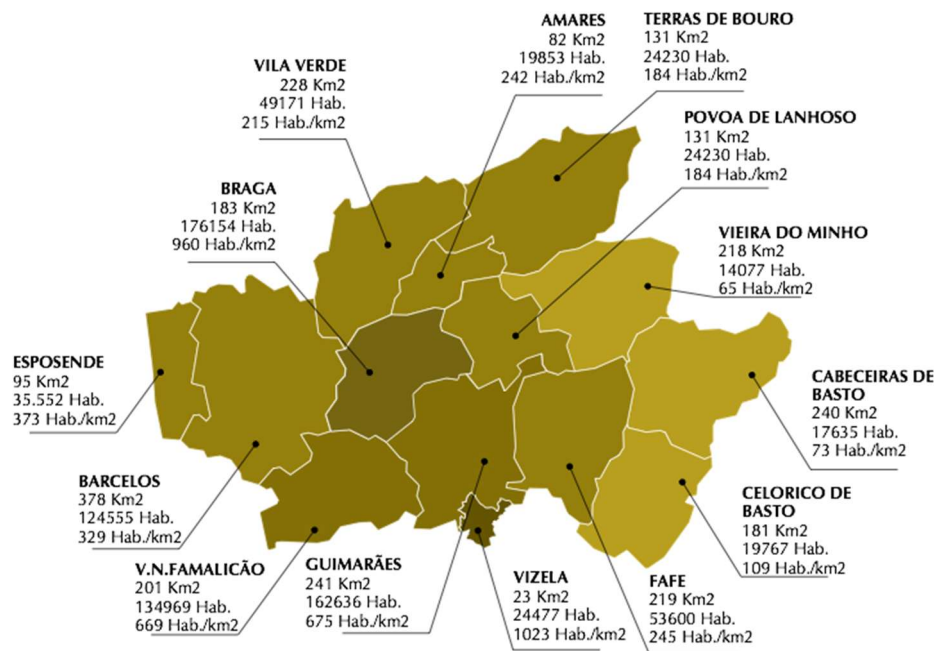 AMARES
82 Km2
19853 Hab.
242 Hab./km2
TERRAS DE BOURO
131 Km2
24230 Hab.
184 Hab./km2
VILA VERDE
228 Km2
49171 Hab.
215 Hab./km2
POVOA DE LANHOSO
131 Km2
24230 Hab.
184 Hab./km2
BRAGA
183 Km2
176154 Hab.
960 Hab./km2
VIEIRA DO MINHO
218 Km2
14077 Hab.
65 Hab./km2
ESPOSENDE
95 Km2
35.552 Hab.
373 Hab./km2
CABECEIRAS DE
BASTO
240 Km2
17635 Hab.
73 Hab./km2
BARCELOS
378 Km2
124555 Hab.
329 Hab./km2
CELORICO DE
BASTO
181 Km2
19767 Hab.
109 Hab./km2
V.N.FAMALICÃO
201 Km2
134969 Hab.
669 Hab./km2
GUIMARÃES
241 Km2
162636 Hab.
675 Hab./km2
VIZELA
23 Km2
24477 Hab.
1023 Hab./km2
FAFE
219 Km2
53600 Hab.
245 Hab./km2